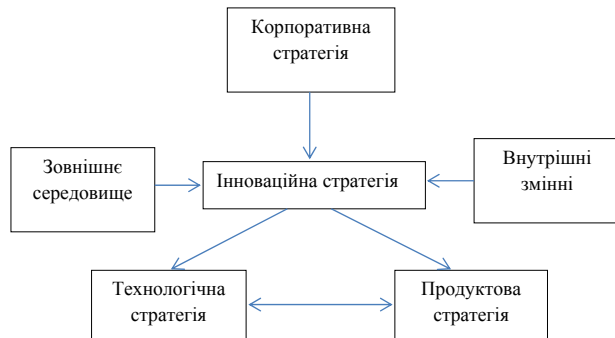 Корпоративна
стратегія
Зовнішнє
середовище
Інноваційна стратегія
Внутрішні
змінні
Технологічна
стратегія
Продуктова
стратегія